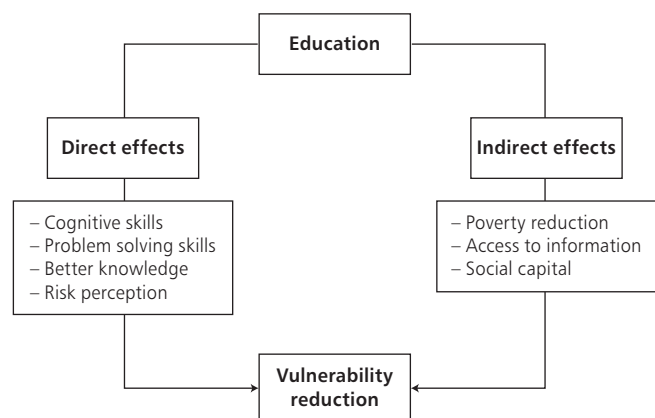 Education
Direct effects
Indirect effects
– Cognitive skills
– Problem solving skills
– Better knowledge
– Risk perception
– Poverty reduction
– Access to information
– Social capital
Vulnerability
reduction